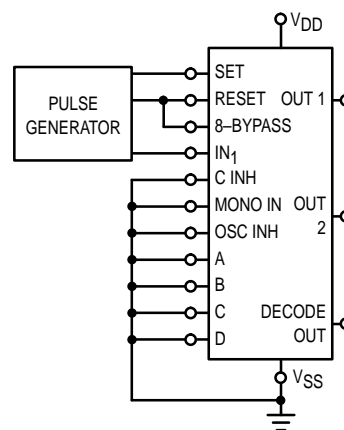 VDD
SET
RESET OUT 1
PULSE
GENERATOR
8–BYPASS
IN1
C INH
MONO IN OUT
2
OSC INH
A
B
C DECODE
OUT
D
VSS